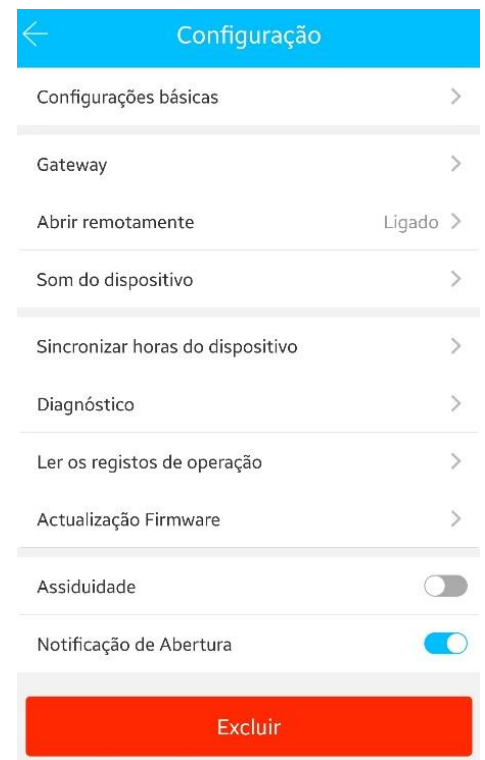 Configuração
Configurações básicas
Gateway
Abrir remotamente Ligado
Som do dispositivo
Sincronizar horas do dispositivo
Diagnóstico
Ler os registos de operação
Actualização Firmware
Assiduidade
Notificação de Abertura
Excluir